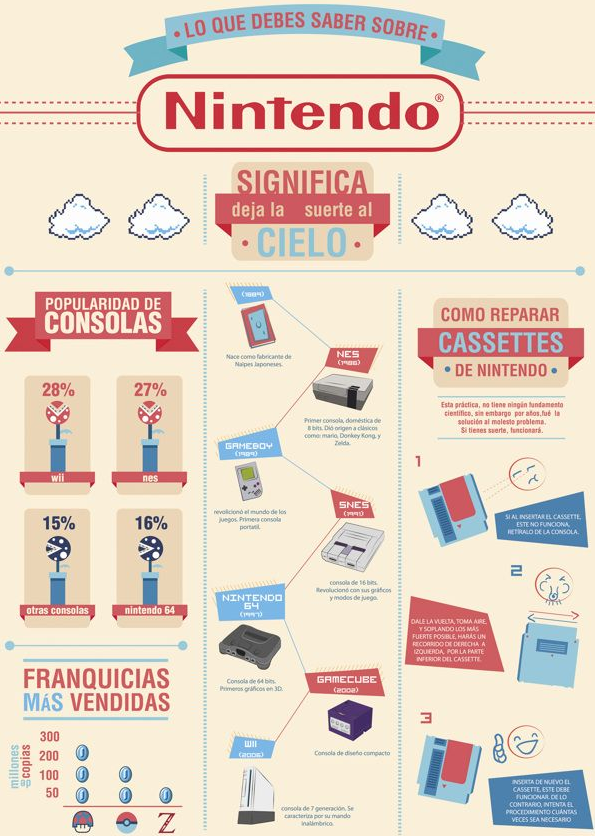 • LO QUE DEBES SABER SOBRE •
Nintendo®
SIGNIFICA
deja la suerte al
• CIELO •
POPULARIDAD DE
CONSOLAS
28%
27%
wii
nes
15%
16%
otras consolas
nintendo 64
FRANQUICIAS
MáS VENDIDAS
millones
de copias
300
200
100
50
(1889)
Nace como fabricante de
Naipes Japoneses.
NES
(1986)
Primer consola, doméstica de
8 bits. Dió origen a clásicos
como: mario, Donkey Kong, y
Zelda.
GAMEBOY
(1989)
revolicionó el mundo de los
juegos. Primera consola
portatil.
SNES
(1991)
consola de 16 bits.
Revolucionó con sus gráficos
y modos de juego.
NINTENDO
64
(1997)
Consola de 64 bits.
Primeros gráficos en 3D.
GAMECUBE
(2002)
Consola de diseño compacto
WII
(2006)
consola de 7 generación. Se
caracteriza por su mando
inalámbrico.
COMO REPARAR
CASSETTES
• DE NINTENDO •
Esta práctica, no tiene ningún fundamento
científico, sin embargo por años,fué la
solución al molesto problema.
Si tienes suerte, funcionará.
1
SI AL INSERTAR EL CASSETE,
ESTE NO FUNCIONA,
RETÍRALO DE LA CONSOLA.
2
DALE LA VUELTA, TOMA AIRE,
Y SOPLANDO LOS MÁS
FUERTE POSIBLE, HARÁS UN
RECORRIDO DE DERECHA A
IZQUIERDA, POR LA PARTE
INFERIOR DEL CASSETE.
3
INSERTA DE NUEVO EL
CASSETE, ESTE DEBE
FUNCIONAR. DE LO
CONTRARIO, INTENTA EL
PROCEDIMIENTO CUÁNTAS
VECES SEA NECESARIO